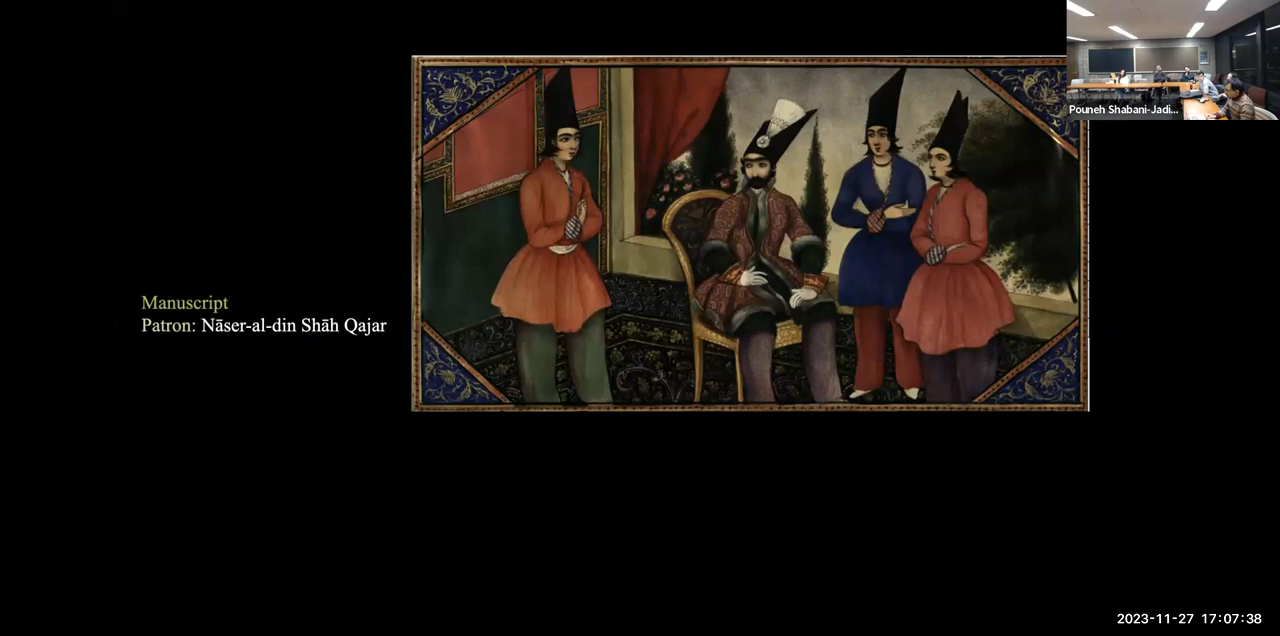 Pouneh Shabani-Jadi...
Manuscript
Patron: Nāser-al-din Shāh Qajar
2023-11-27 17:07:38